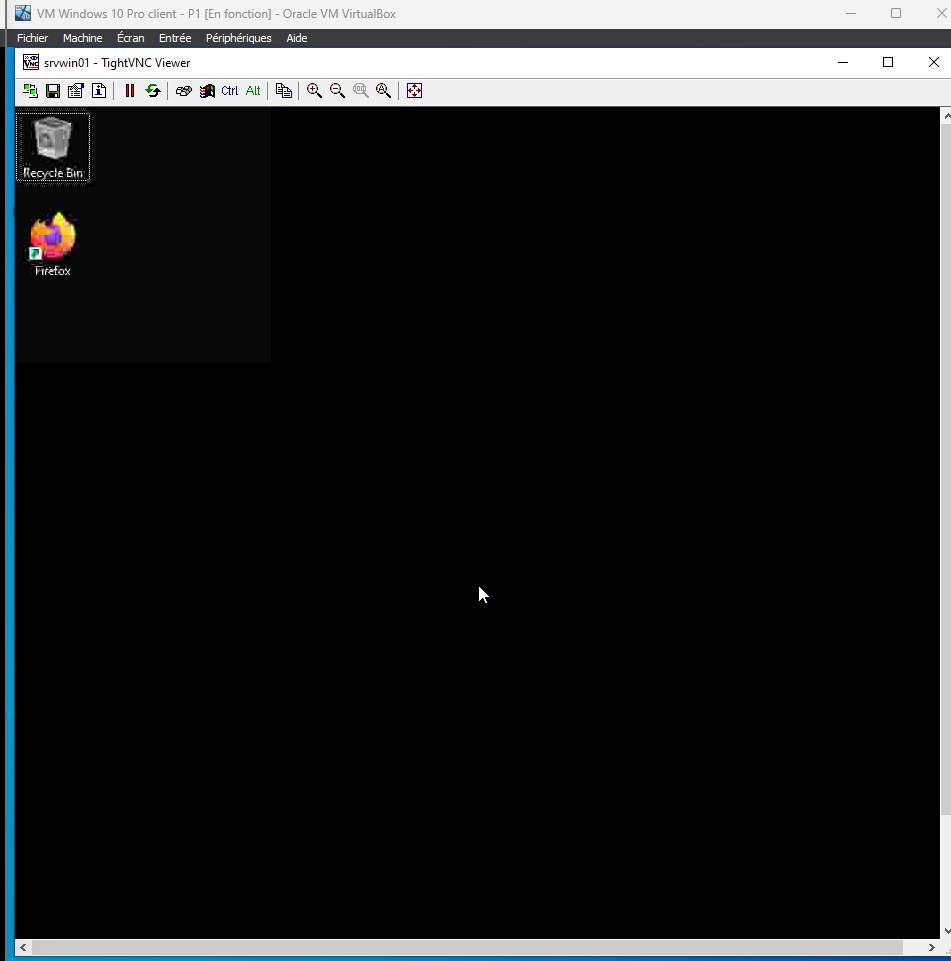 VM Windows 10 Pro client - P1 [En fonction] - Oracle VM VirtualBox
Fichier Machine Écran Entrée Périphériques Aide
srvwin01 - TightVNC Viewer
Ctrl Alt
Recycle Bin
Firefox